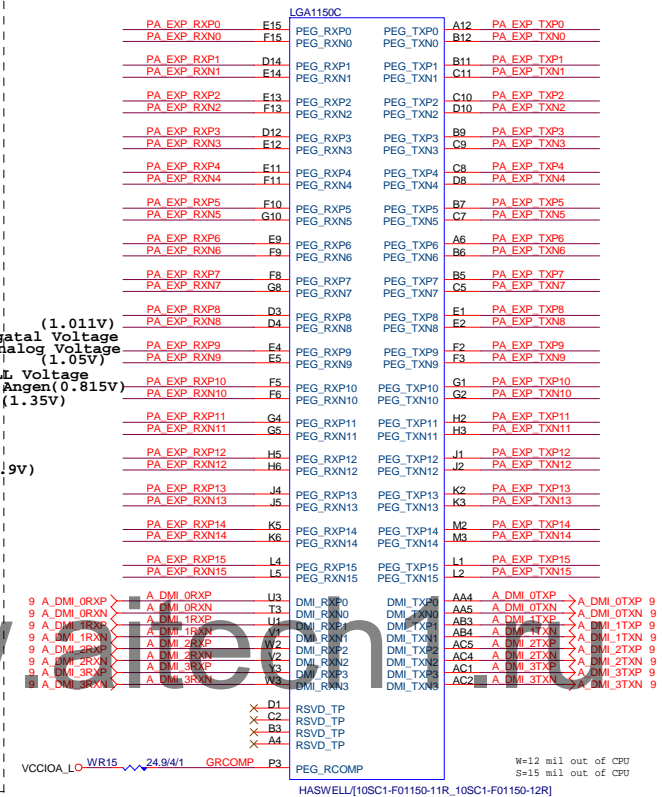 LGA1150C
PA_EXP_RXP0 E15 PEG_RXP0 PEG_TXP0 A12 PA_EXP_TXP0
PA_EXP_RXN0 F15 PEG_RXN0 PEG_TXN0 B12 PA_EXP_TXN0
PA_EXP_RXP1 D14 PEG_RXP1 PEG_TXP1 B11 PA_EXP_TXP1
PA_EXP_RXN1 E14 PEG_RXN1 PEG_TXN1 C11 PA_EXP_TXN1
PA_EXP_RXP2 E13 PEG_RXP2 PEG_TXP2 C10 PA_EXP_TXP2
PA_EXP_RXN2 F13 PEG_RXN2 PEG_TXN2 D10 PA_EXP_TXN2
PA_EXP_RXP3 D12 PEG_RXP3 PEG_TXP3 B9 PA_EXP_TXP3
PA_EXP_RXN3 E12 PEG_RXN3 PEG_TXN3 C9 PA_EXP_TXN3
PA_EXP_RXP4 E11 PEG_RXP4 PEG_TXP4 C8 PA_EXP_TXP4
PA_EXP_RXN4 F11 PEG_RXN4 PEG_TXN4 D8 PA_EXP_TXN4
PA_EXP_RXP5 F10 PEG_RXP5 PEG_TXP5 B7 PA_EXP_TXP5
PA_EXP_RXN5 G10 PEG_RXN5 PEG_TXN5 C7 PA_EXP_TXN5
PA_EXP_RXP6 E9 PEG_RXP6 PEG_TXP6 A6 PA_EXP_TXP6
PA_EXP_RXN6 F9 PEG_RXN6 PEG_TXN6 B6 PA_EXP_TXN6
PA_EXP_RXP7 F8 PEG_RXP7 PEG_TXP7 B5 PA_EXP_TXP7
PA_EXP_RXN7 G8 PEG_RXN7 PEG_TXN7 C5 PA_EXP_TXN7
PA_EXP_RXP8 D3 PEG_RXP8 PEG_TXP8 E1 PA_EXP_TXP8
(1.011V) PA_EXP_RXN8 D4 PEG_RXN8 PEG_TXN8 E2 PA_EXP_TXN8
gatal Voltage
nalog Voltage PA_EXP_RXP9 E4 PEG_RXP9 PEG_TXP9 F2 PA_EXP_TXP9
(1.05V) PA_EXP_RXN9 E5 PEG_RXN9 PEG_TXN9 F3 PA_EXP_TXN9
LL Voltage
Angen(0.815V) PA_EXP_RXP10 F5 PEG_RXP10 PEG_TXP10 G1 PA_EXP_TXP10
(1.35V) PA_EXP_RXN10 F6 PEG_RXN10 PEG_TXN10 G2 PA_EXP_TXN10
PA_EXP_RXP11 G4 PEG_RXP11 PEG_TXP11 H2 PA_EXP_TXP11
PA_EXP_RXN11 G5 PEG_RXN11 PEG_TXN11 H3 PA_EXP_TXN11
PA_EXP_RXP12 H5 PEG_RXP12 PEG_TXP12 J1 PA_EXP_TXP12
.9V) PA_EXP_RXN12 H6 PEG_RXN12 PEG_TXN12 J2 PA_EXP_TXN12
PA_EXP_RXP13 J4 PEG_RXP13 PEG_TXP13 K2 PA_EXP_TXP13
PA_EXP_RXN13 J5 PEG_RXN13 PEG_TXN13 K3 PA_EXP_TXN13
PA_EXP_RXP14 K5 PEG_RXP14 PEG_TXP14 M2 PA_EXP_TXP14
PA_EXP_RXN14 K6 PEG_RXN14 PEG_TXN14 M3 PA_EXP_TXN14
PA_EXP_RXP15 L4 PEG_RXP15 PEG_TXP15 L1 PA_EXP_TXP15
PA_EXP_RXN15 L5 PEG_RXN15 PEG_TXN15 L2 PA_EXP_TXN15
9 A_DMI_0RXP A_DMI_0RXP U3 DMI_RXP0 DMI_TXP0 AA4 A_DMI_0TXP A_DMI_0TXP 9
9 A_DMI_0RXN A_DMI_0RXN T3 DMI_RXN0 DMI_TXN0 AA5 A_DMI_0TXN A_DMI_0TXN 9
9 A_DMI_1RXP A_DMI_1RXP U1 DMI_RXP1 DMI_TXP1 AB3 A_DMI_1TXP A_DMI_1TXP 9
9 A_DMI_1RXN A_DMI_1RXN V1 DMI_RXN1 DMI_TXN1 AB4 A_DMI_1TXN A_DMI_1TXN 9
9 A_DMI_2RXP A_DMI_2RXP W2 DMI_RXP2 DMI_TXP2 AC5 A_DMI_2TXP A_DMI_2TXP 9
9 A_DMI_2RXN A_DMI_2RXN V2 DMI_RXN2 DMI_TXN2 AC4 A_DMI_2TXN A_DMI_2TXN 9
9 A_DMI_3RXP A_DMI_3RXP Y3 DMI_RXP3 DMI_TXP3 AC1 A_DMI_3TXP A_DMI_3TXP 9
9 A_DMI_3RXN A_DMI_3RXN W3 DMI_RXN3 DMI_TXN3 AC2 A_DMI_3TXN A_DMI_3TXN 9
D1 RSVD_TP
C2 RSVD_TP
B3 RSVD_TP
A4 RSVD_TP
VCCIOA_L WR15 24.9/4/1 GRCOMP P3 PEG_RCOMP
W=12 mil out of CPU
S=15 mil out of CPU
HASWELL/[10SC1-F01150-11R_10SC1-F01150-12R]